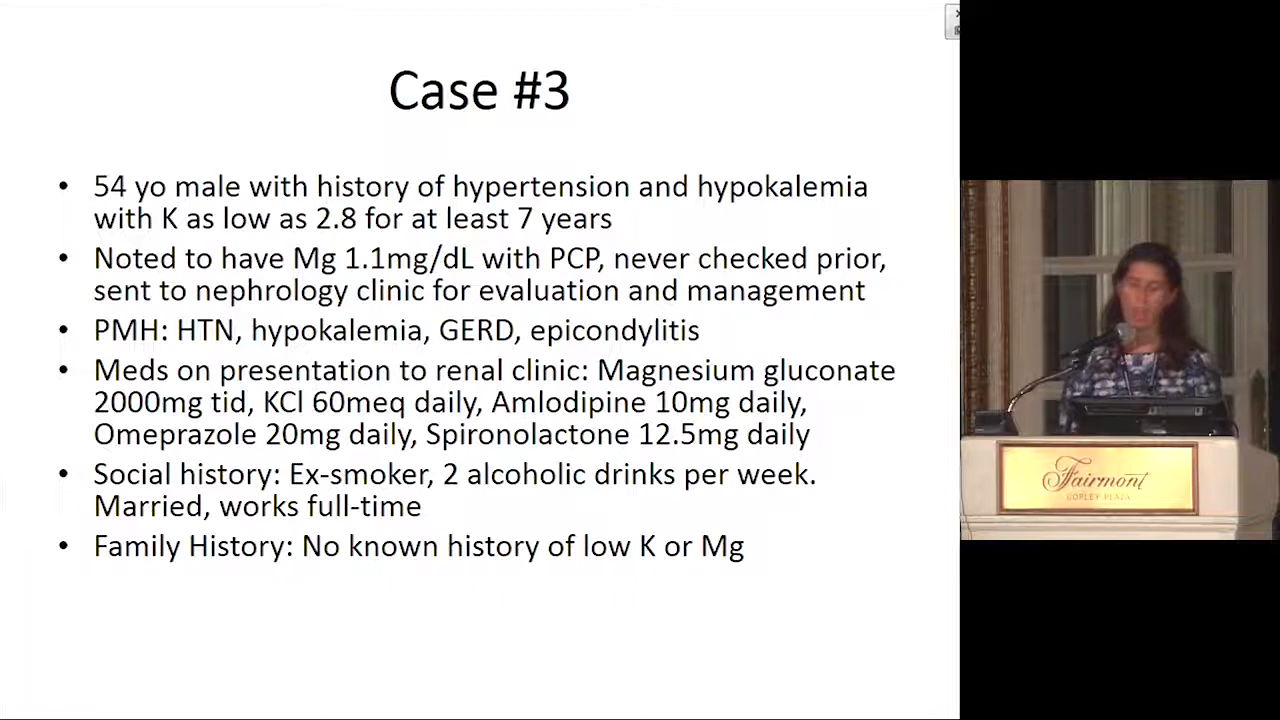 Case #3
• 54 yo male with history of hypertension and hypokalemia
with K as low as 2.8 for at least 7 years
• Noted to have Mg 1.1mg/dL with PCP, never checked prior,
sent to nephrology clinic for evaluation and management
• PMH: HTN, hypokalemia, GERD, epicondylitis
• Meds on presentation to renal clinic: Magnesium gluconate
2000mg tid, KCl 60meq daily, Amlodipine 10mg daily,
Omeprazole 20mg daily, Spironolactone 12.5mg daily
• Social history: Ex-smoker, 2 alcoholic drinks per week.
Married, works full-time
• Family History: No known history of low K or Mg
Fairmont
COPLEY PLAZA